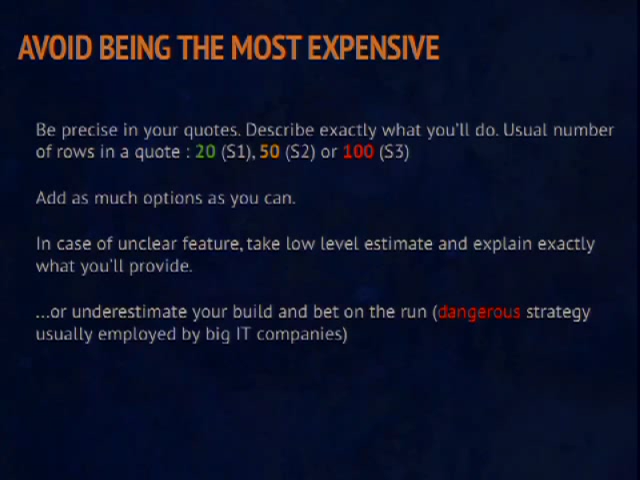 AVOID BEING THE MOST EXPENSIVE
Be precise in your quotes. Describe exactly what you'll do. Usual number
of rows in a quote : 20 (S1), 50 (S2) or 100 (S3)
Add as much options as you can.
In case of unclear feature, take low level estimate and explain exactly
what you'll provide.
...or underestimate your build and bet on the run (dangerous strategy
usually employed by big IT companies)